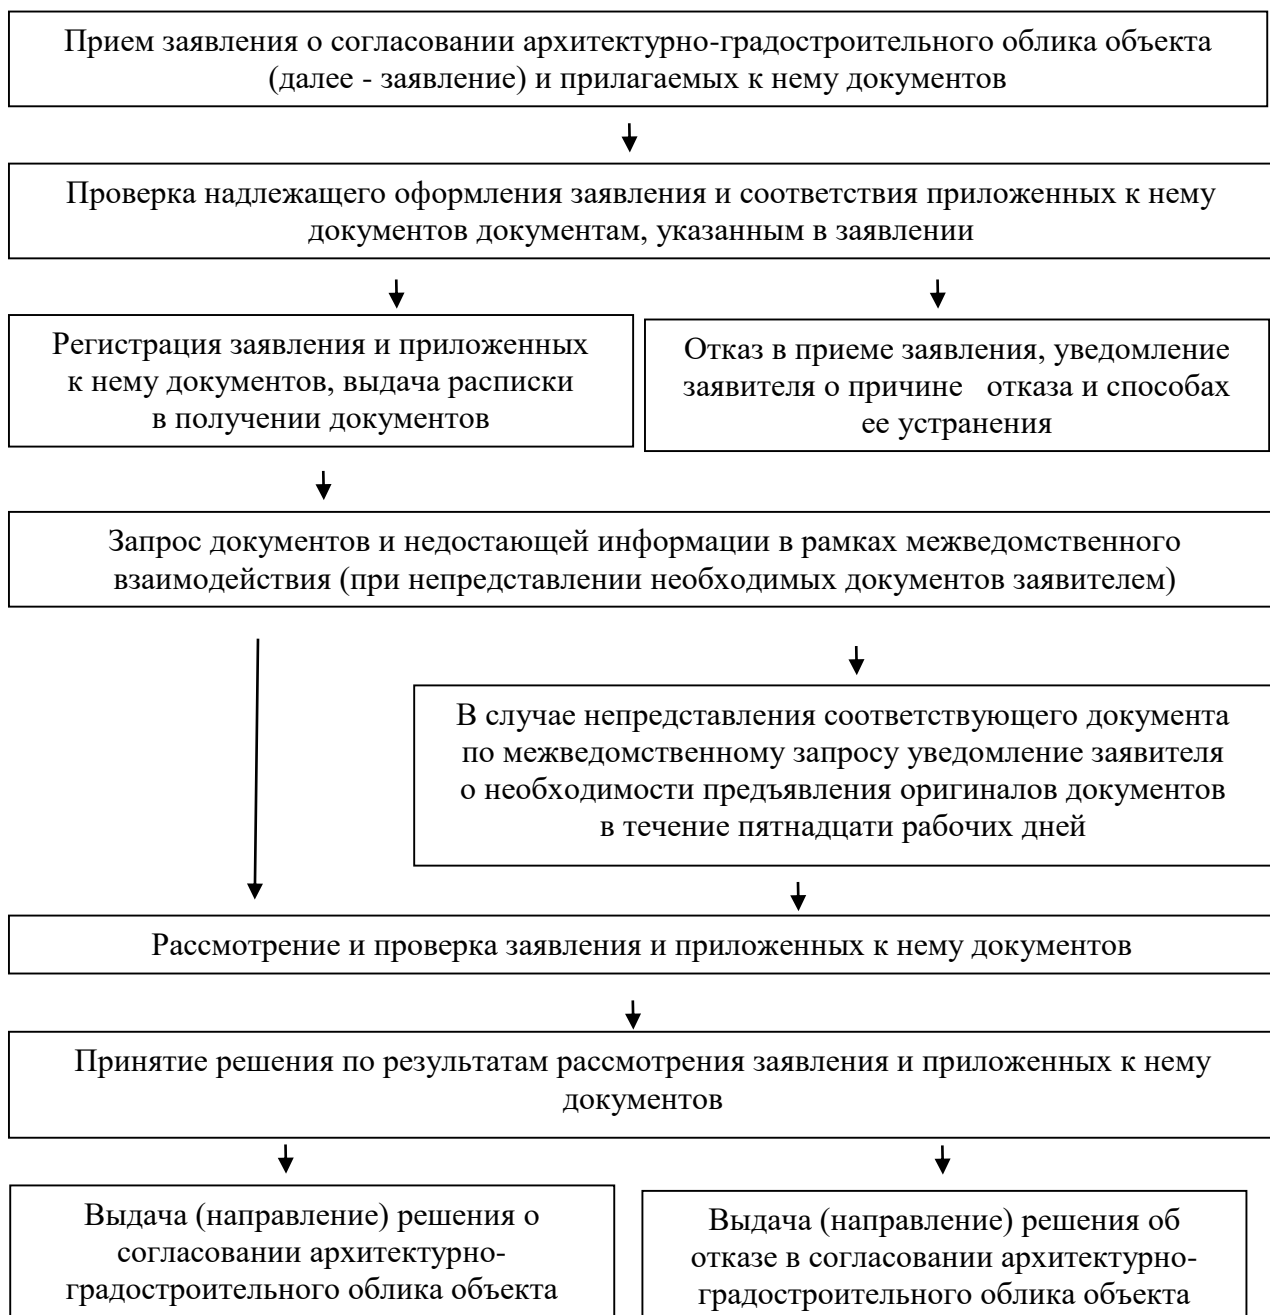 Прием заявления о согласовании архитектурно-градостроительного облика объекта
(далее - заявление) и прилагаемых к нему документов
Проверка надлежащего оформления заявления и соответствия приложенных к нему
документов документам, указанным в заявлении
Регистрация заявления и приложенных
к нему документов, выдача расписки
в получении документов
Отказ в приеме заявления, уведомление
заявителя о причине отказа и способах
ее устранения
Запрос документов и недостающей информации в рамках межведомственного
взаимодействия (при непредставлении необходимых документов заявителем)
В случае непредставления соответствующего документа
по межведомственному запросу уведомление заявителя
о необходимости предъявления оригиналов документов
в течение пятнадцати рабочих дней
Рассмотрение и проверка заявления и приложенных к нему документов
Принятие решения по результатам рассмотрения заявления и приложенных к нему
документов
Выдача (направление) решения о
согласовании архитектурно-
градостроительного облика объекта
Выдача (направление) решения об
отказе в согласовании архитектурно-
градостроительного облика объекта